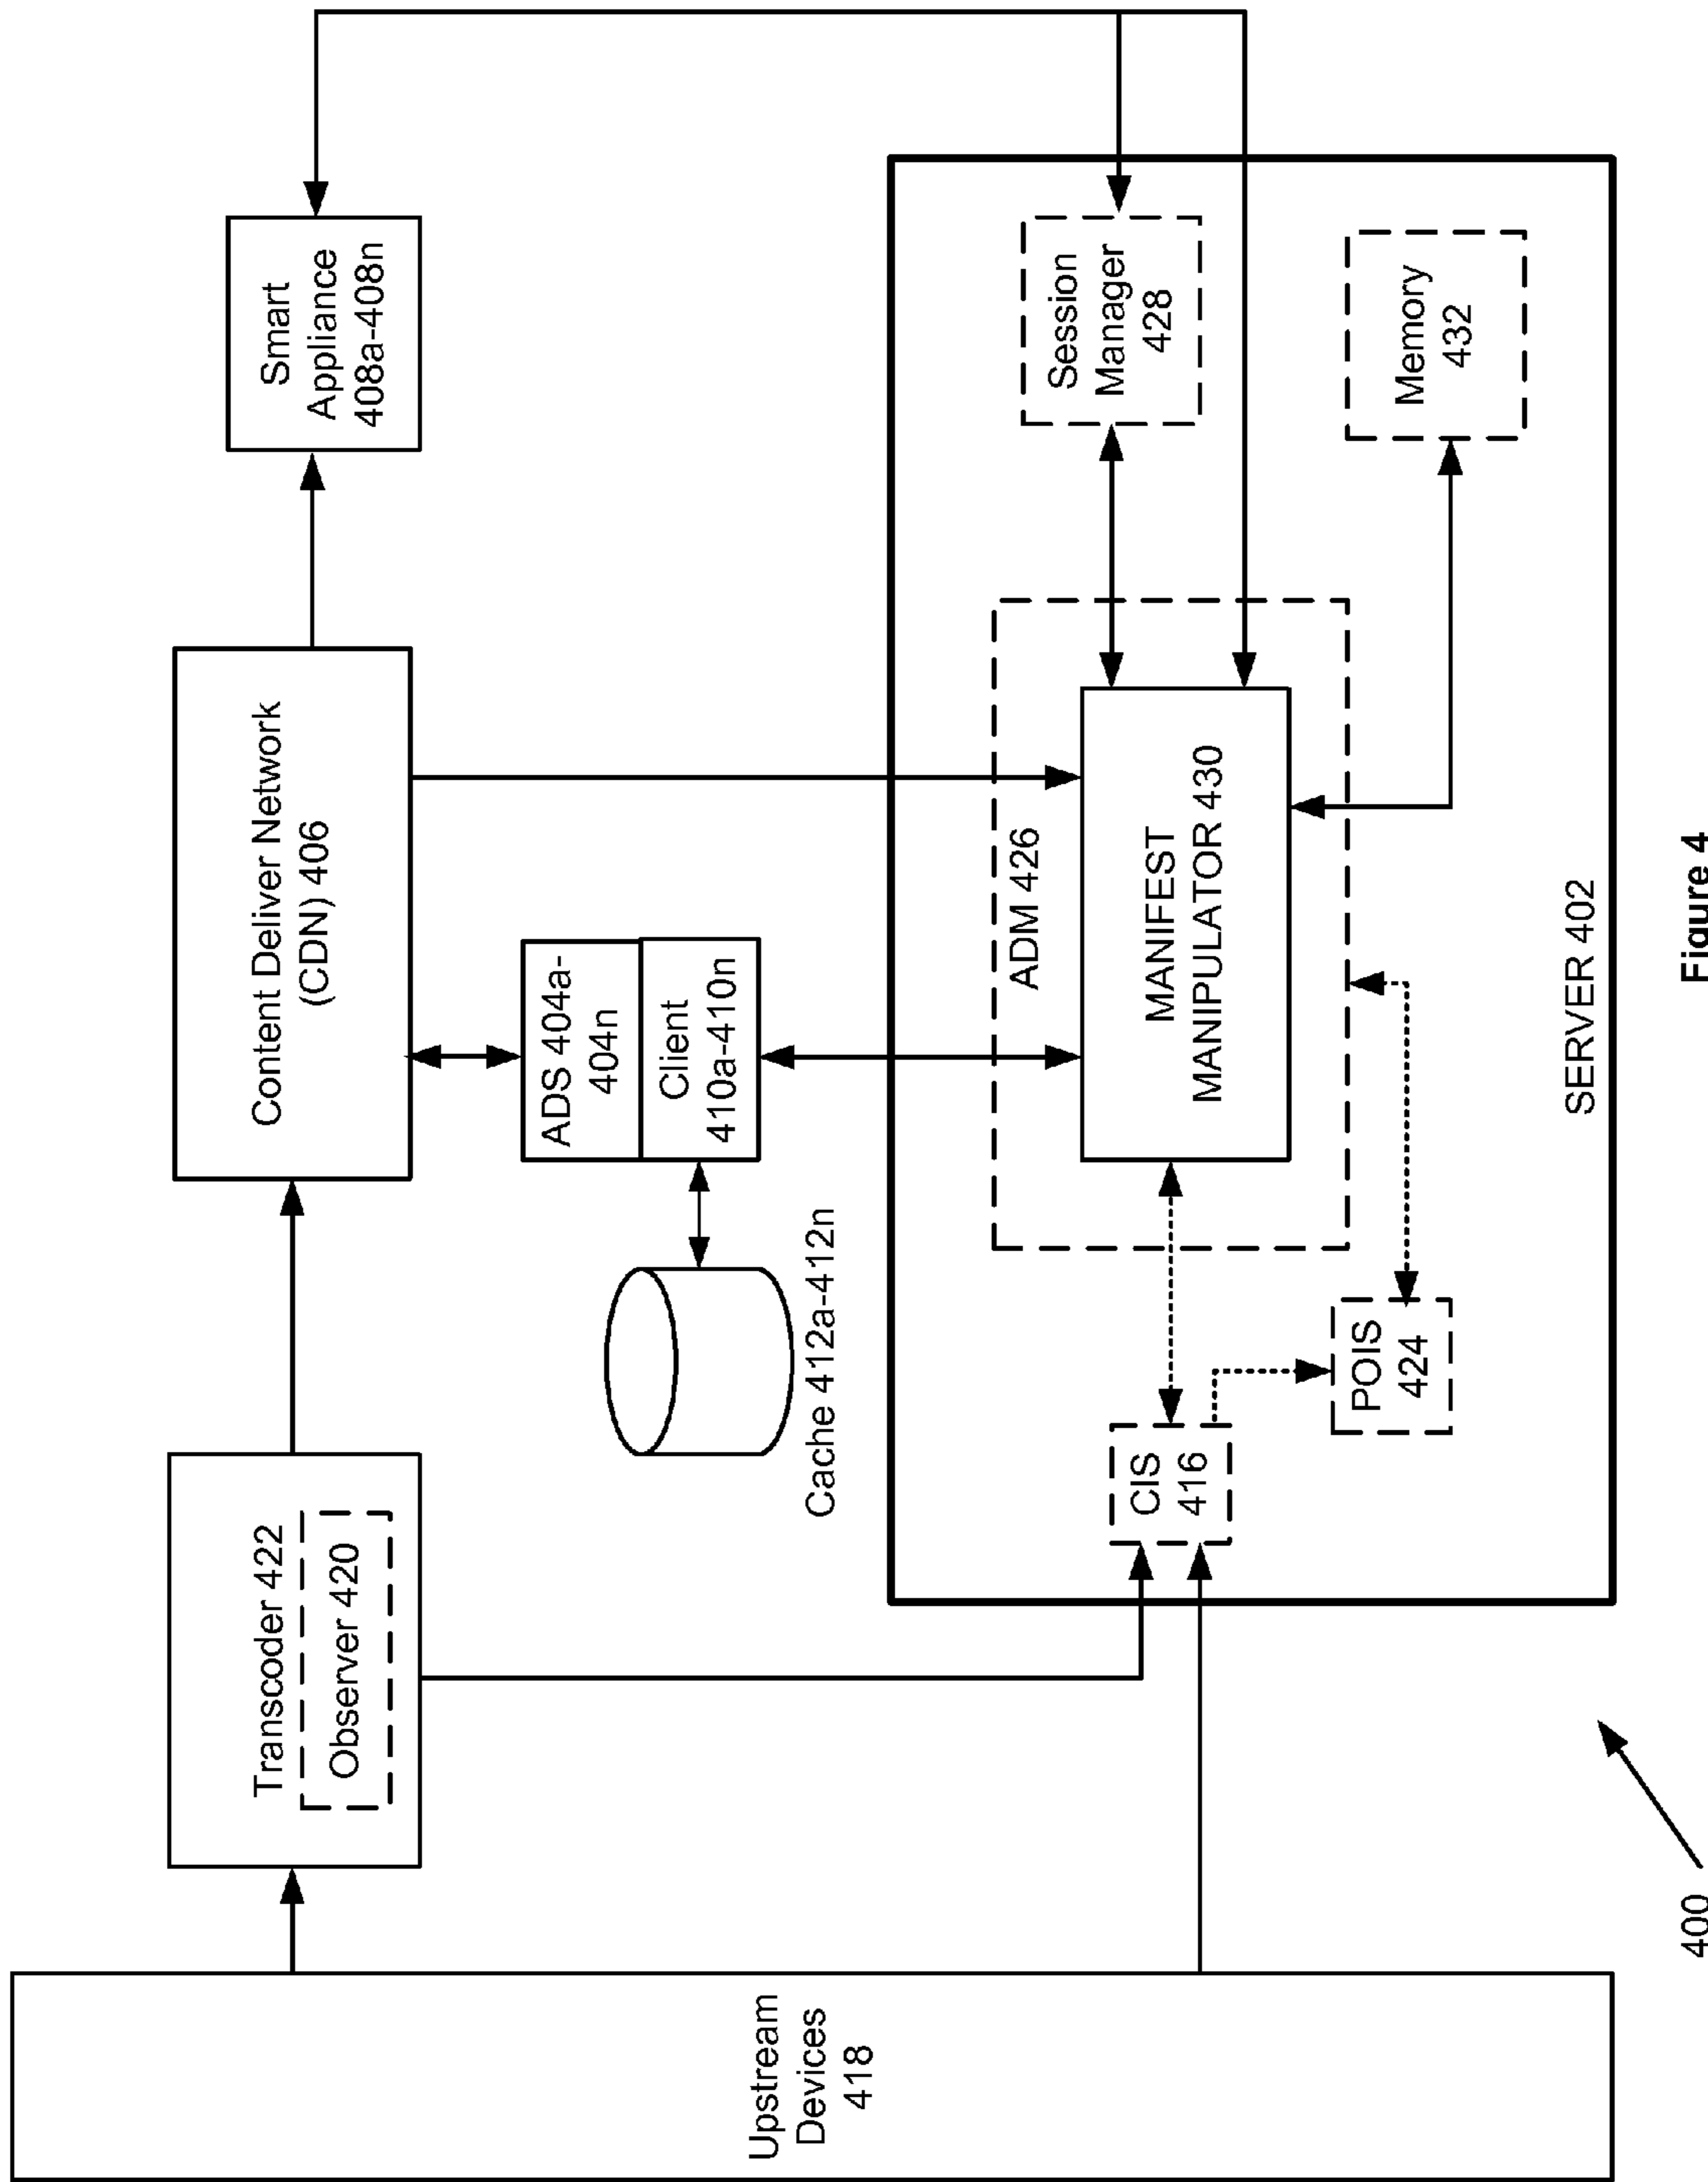 Upstream
Devices
418
Transcoder 422
Observer 420
Content Deliver Network
(CDN) 406
Smart
Appliance
408a-408n
ADS 404a-
404n
Client
410a-410n
Cache 412a-412n
CIS
416
POIS
424
ADM 426
MANIFEST
MANIPULATOR 430
Session
Manager
428
Memory
432
SERVER 402
400
Figure 4